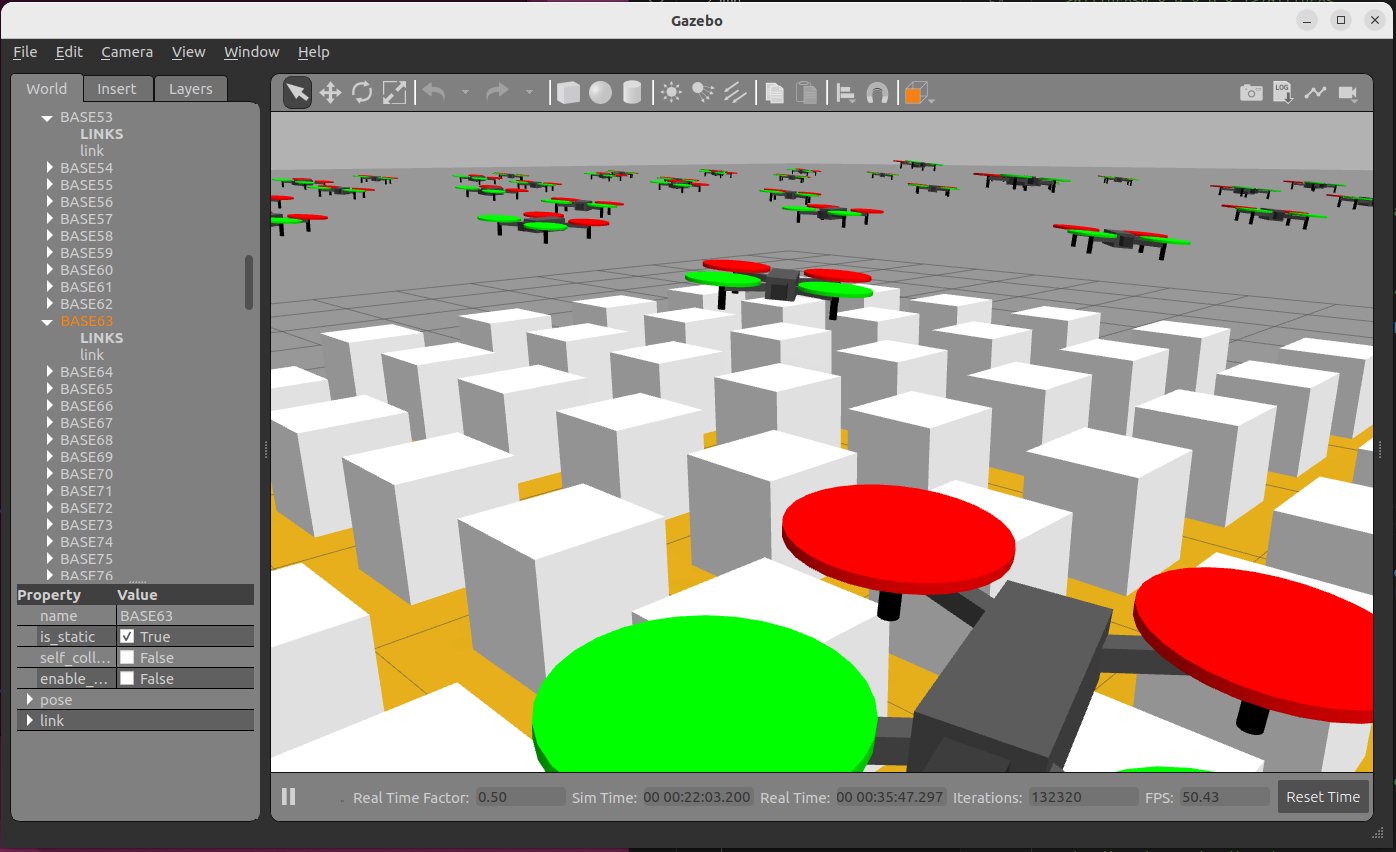 Gazebo
File Edit Camera View Window Help
World Insert Layers
LOG
BASE53
LINKS
link
BASE54
BASE55
BASE56
BASE57
BASE58
BASE59
BASE60
BASE61
BASE62
BASE63
LINKS
link
BASE64
BASE65
BASE66
BASE67
BASE68
BASE69
BASE70
BASE71
BASE72
BASE73
BASE74
BASE75
BASE76
Property Value
name BASE63
is_static True
self_coll... False
enable_... False
pose
link
Real Time Factor: 0.50 Sim Time: 00 00:22:03.200 Real Time: 00 00:35:47.297 Iterations: 132320 FPS: 50.43 Reset Time